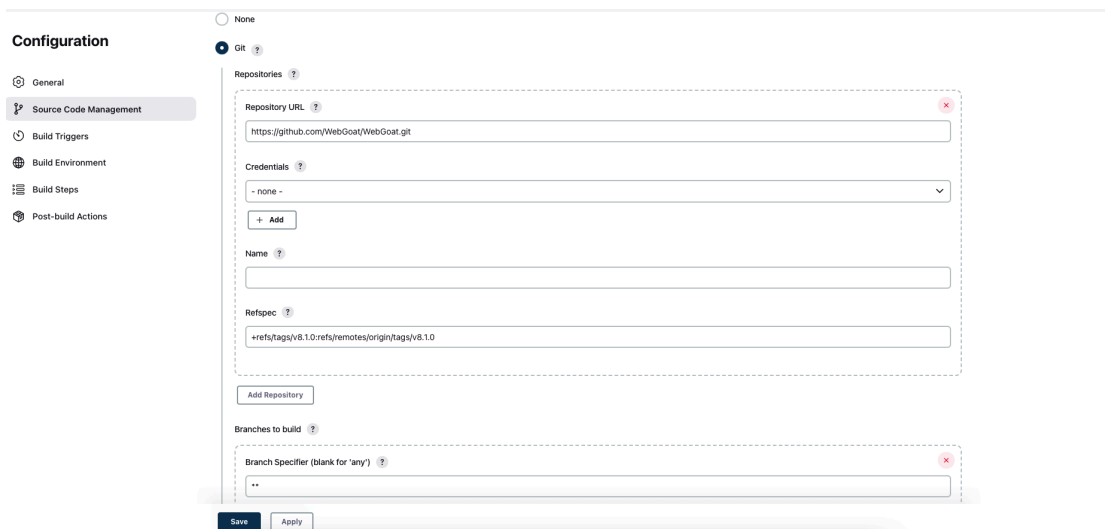 None
Configuration
Git ?
Repositories ?
General
Source Code Management
Build Triggers
Build Environment
Build Steps
Post-build Actions
Repository URL ?
https://github.com/WebGoat/WebGoat.git
Credentials ?
- none -
+ Add
Name ?
Refspec ?
+refs/tags/v8.1.0:refs/remotes/origin/tags/v8.1.0
Add Repository
Branches to build ?
Branch Specifier (blank for 'any') ?
**
Save
Apply